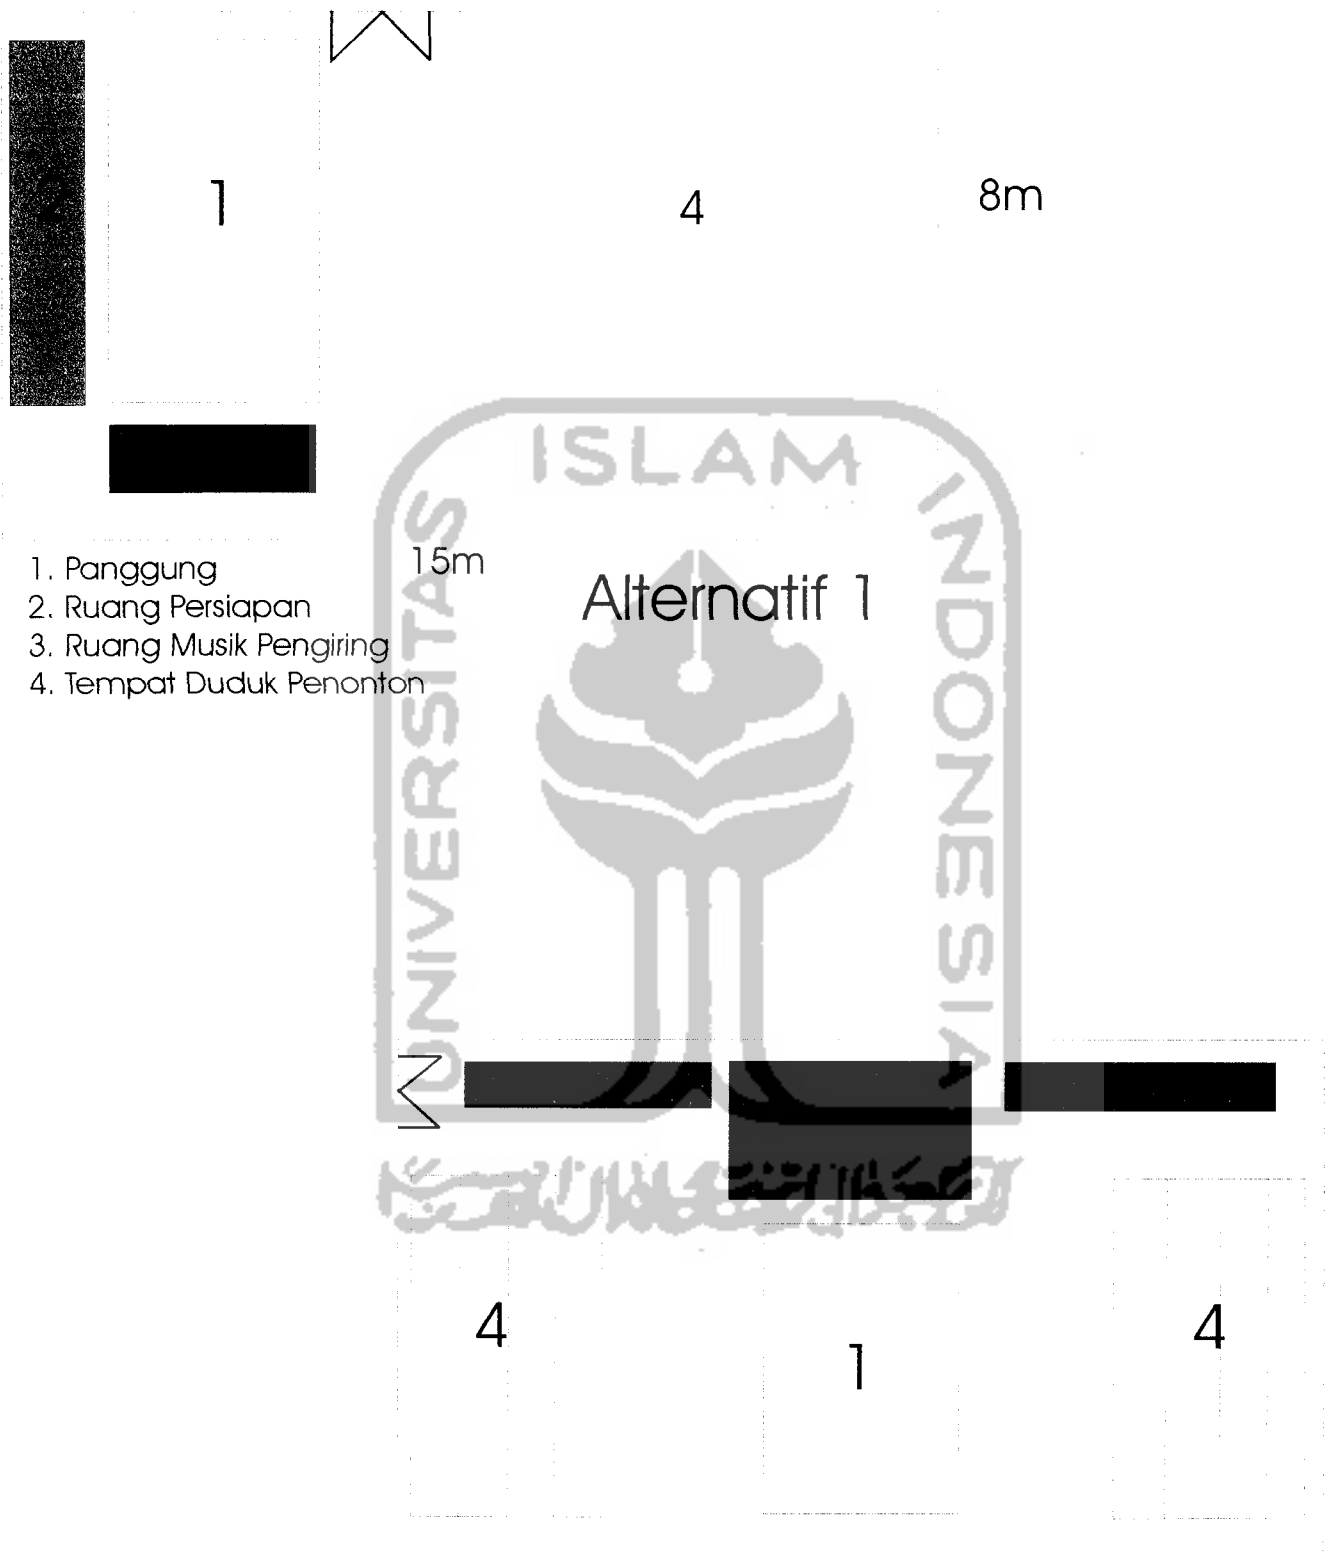 2
1
4
8m
1. Panggung
2. Ruang Persiapan
3. Ruang Musik Pengiring
4. Tempat Duduk Penonton
15m
Alternatif 1
UNIVERSITAS
ISLAM
INDONESIA
4
1
4